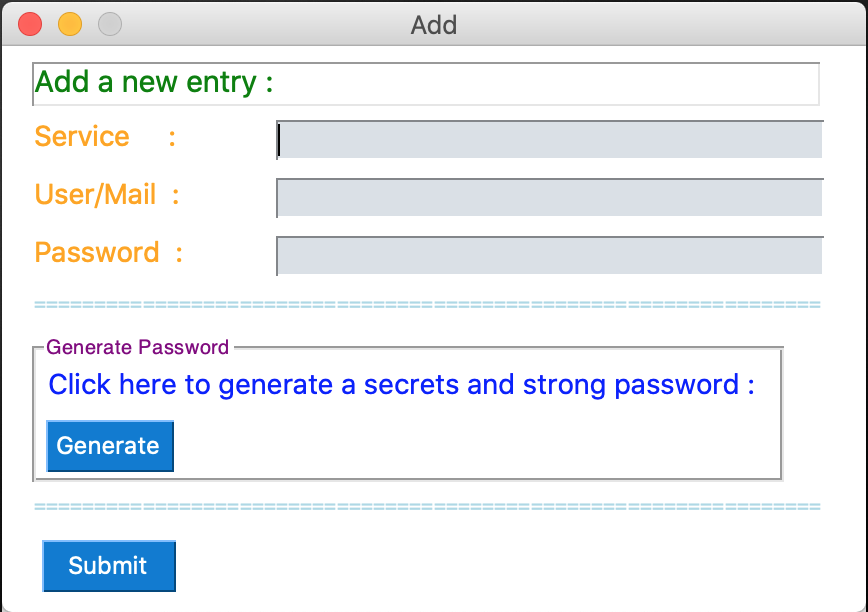 Add
Add a new entry :
Service :
User/Mail :
Password :
=================================================================
Generate Password
Click here to generate a secrets and strong password :
Generate
=================================================================
Submit